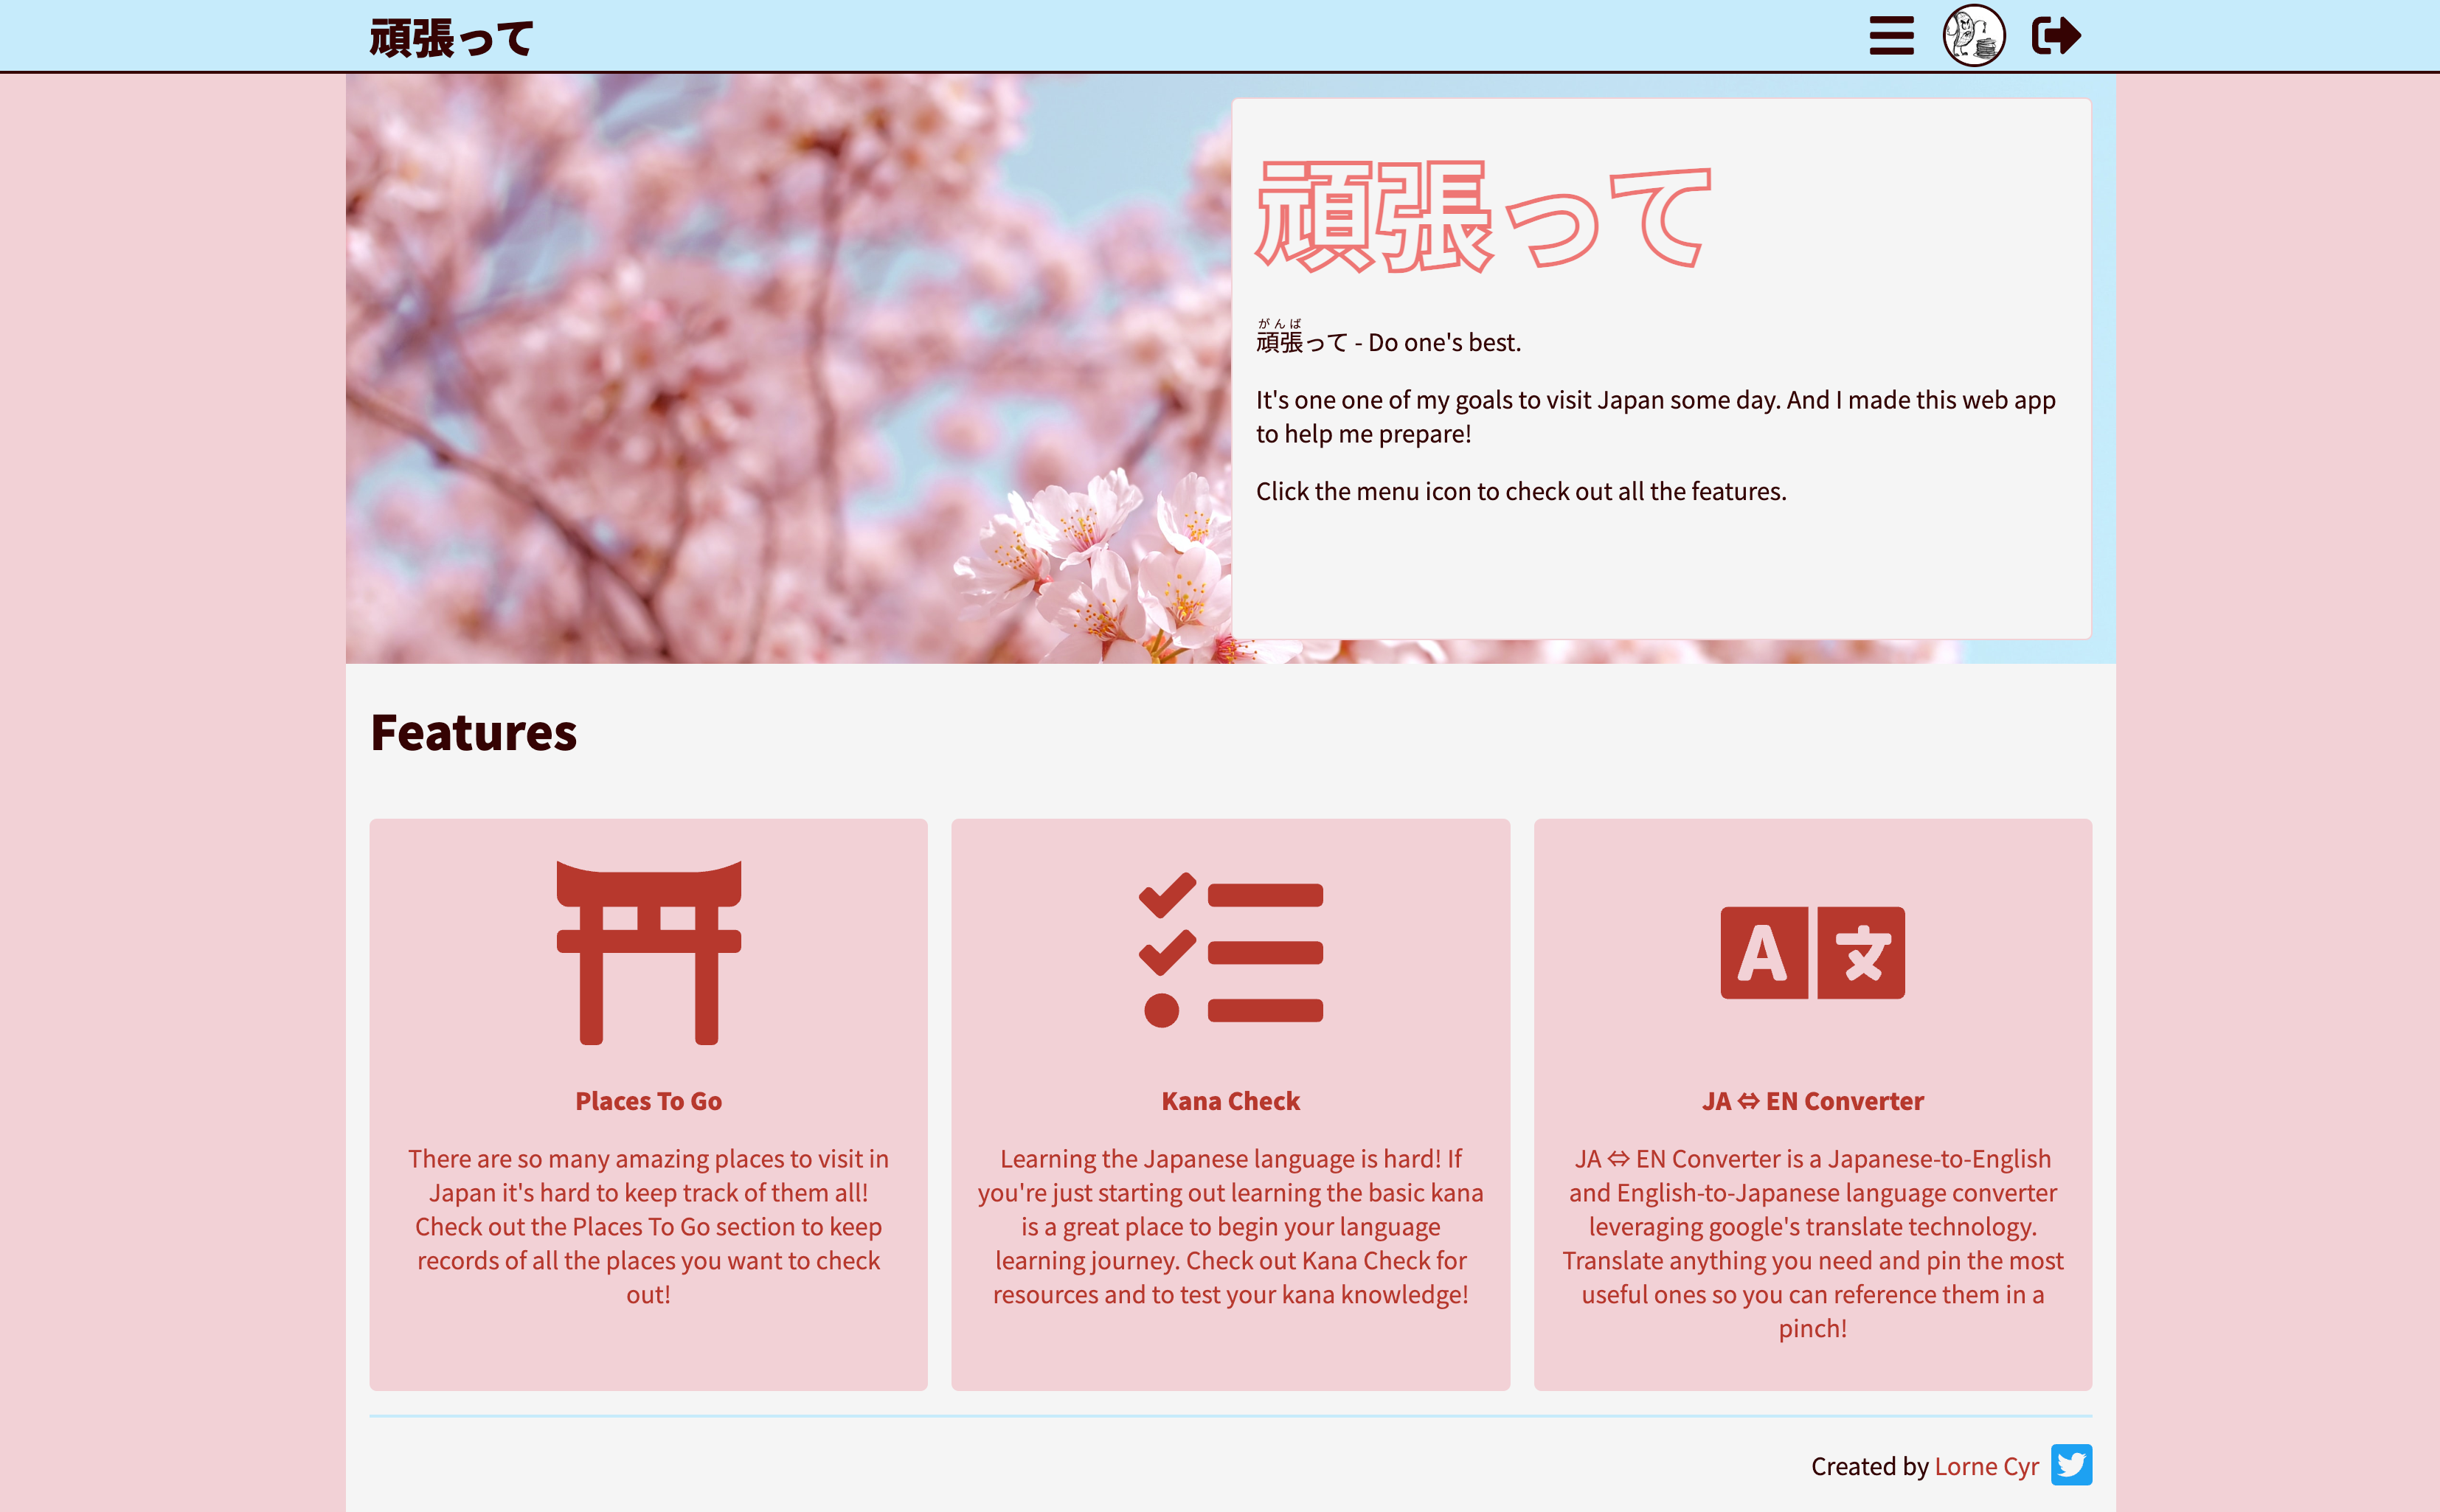 頑張って
頑張って
がんば
頑張って - Do one's best.
It's one one of my goals to visit Japan some day. And I made this web app
to help me prepare!
Click the menu icon to check out all the features.
Features
A 文
Places To Go
There are so many amazing places to visit in
Japan it's hard to keep track of them all!
Check out the Places To Go section to keep
records of all the places you want to check
out!
Kana Check
Learning the Japanese language is hard! If
you're just starting out learning the basic kana
is a great place to begin your language
learning journey. Check out Kana Check for
resources and to test your kana knowledge!
JA ⇔ EN Converter
JA ⇔ EN Converter is a Japanese-to-English
and English-to-Japanese language converter
leveraging google's translate technology.
Translate anything you need and pin the most
useful ones so you can reference them in a
pinch!
Created by Lorne Cyr